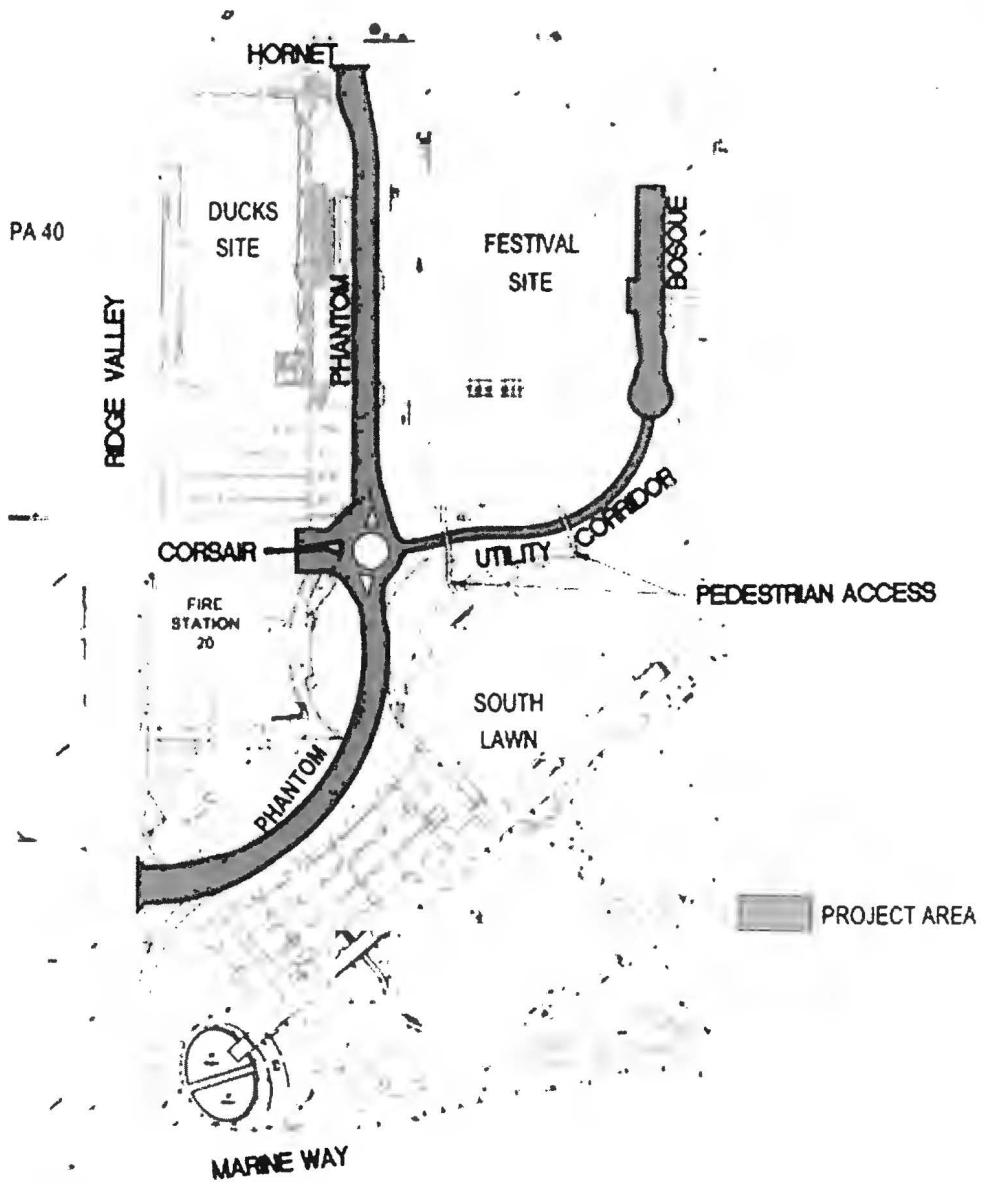 HORNET
DUCKS
SITE
PA 40
FESTIVAL
SITE
BOSQUE
PHANTOM
RIDGE VALLEY
CORSAIR
UTILITY CORRIDOR
PEDESTRIAN ACCESS
FIRE
STATION
20
SOUTH
LAWN
PHANTOM
PROJECT AREA
MARINE WAY